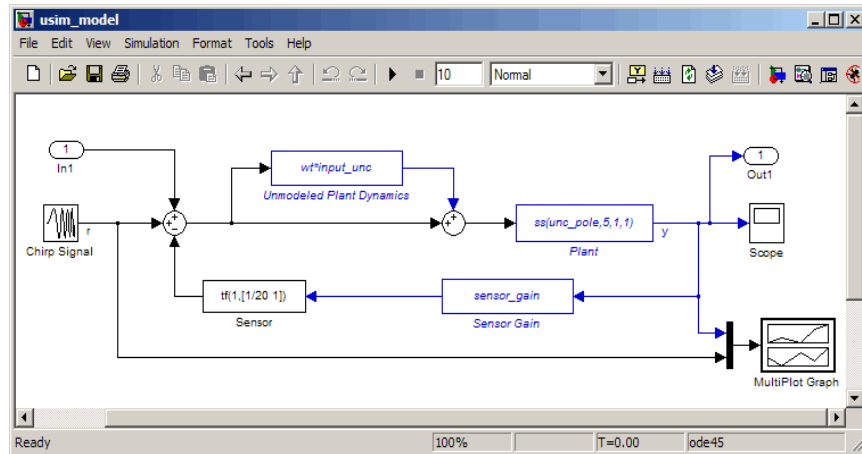 usim_model
File Edit View Simulation Format Tools Help
10 Normal
1
In1
wt*input_unc
Unmodeled Plant Dynamics
1
Out1
r
Chirp Signal
+
+
−
+
+
ss(unc_pole,5,1,1)
Plant
y
Scope
tf(1,[1/20 1])
Sensor
sensor_gain
Sensor Gain
MultiPlot Graph
Ready 100% T=0.00 ode45